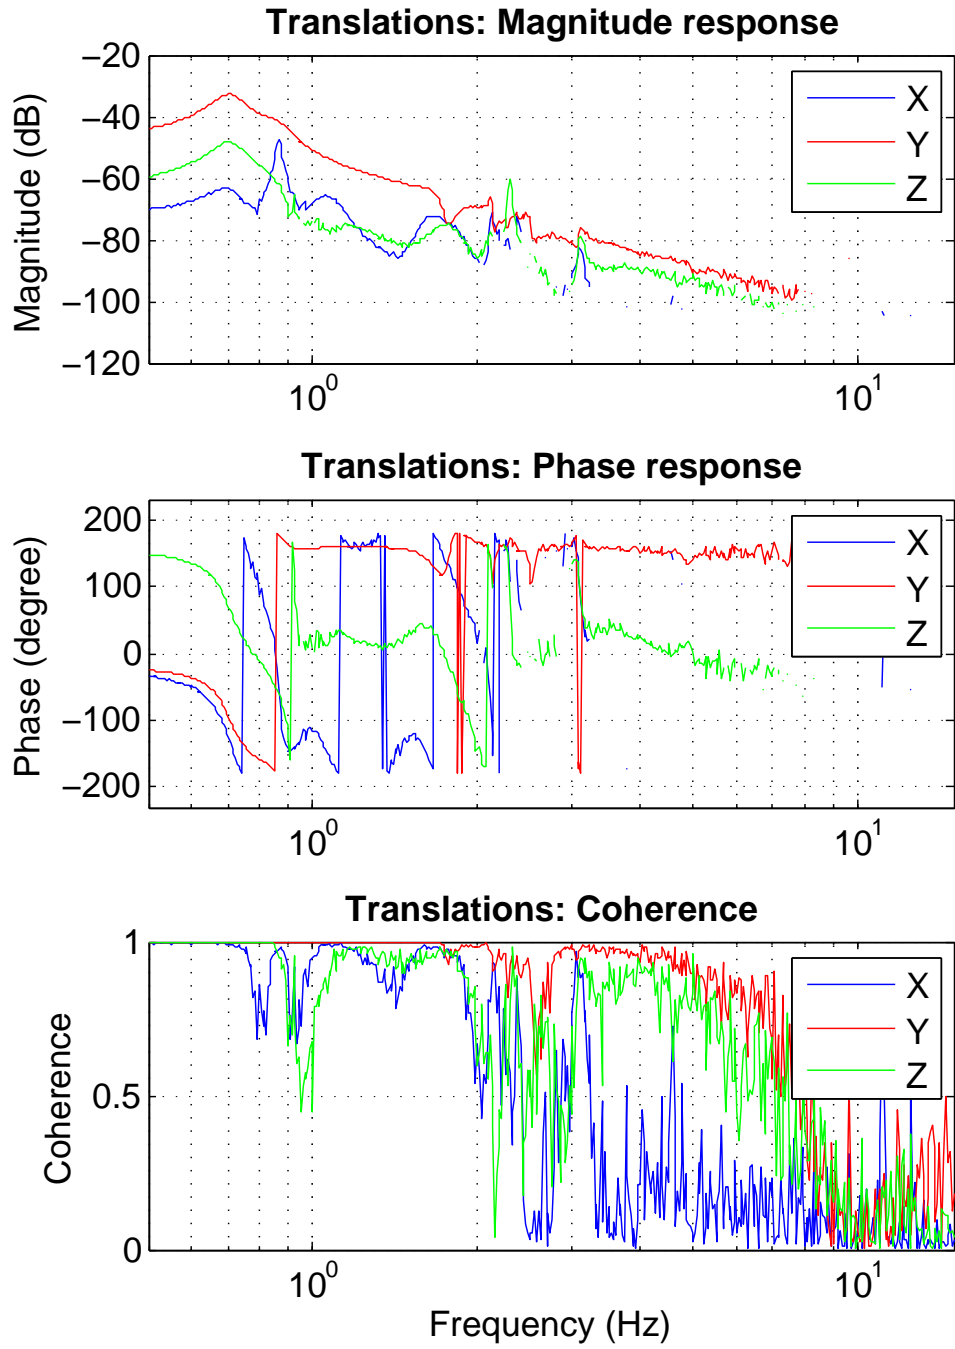 Translations: Magnitude response
Magnitude (dB)
−20
−40
−60
−80
−100
−120
X
Y
Z
10^0
10^1
Translations: Phase response
Phase (degree)
200
100
0
−100
−200
X
Y
Z
10^0
10^1
Translations: Coherence
Coherence
1
0.5
0
X
Y
Z
10^0
10^1
Frequency (Hz)